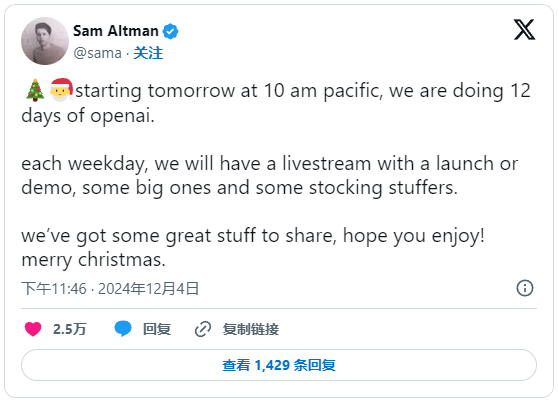 Sam Altman
@sama · 关注
🎄🎅starting tomorrow at 10 am pacific, we are doing 12
days of openai.
each weekday, we will have a livestream with a launch or
demo, some big ones and some stocking stuffers.
we’ve got some great stuff to share, hope you enjoy!
merry christmas.
下午11:46 · 2024年12月4日
2.5万 回复 复制链接
查看 1,429 条回复